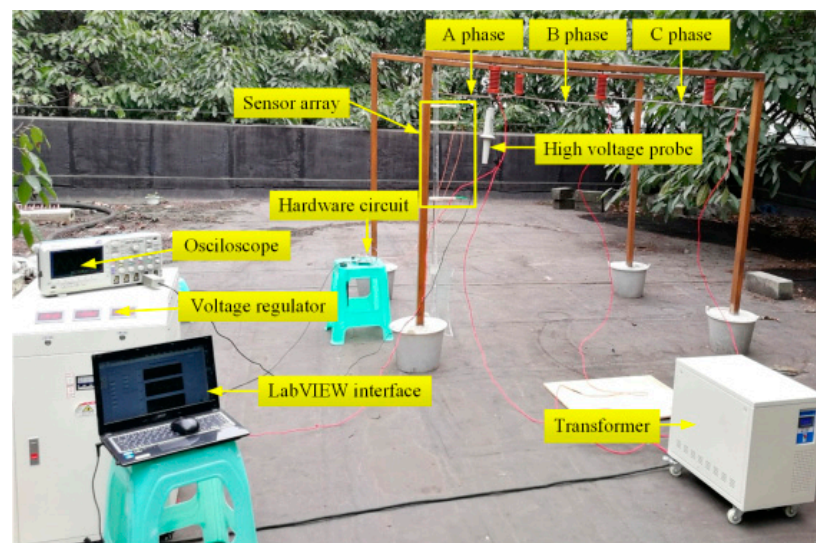 A phase
B phase
C phase
Sensor array
High voltage probe
Hardware circuit
Osciloscope
Voltage regulator
LabVIEW interface
Transformer